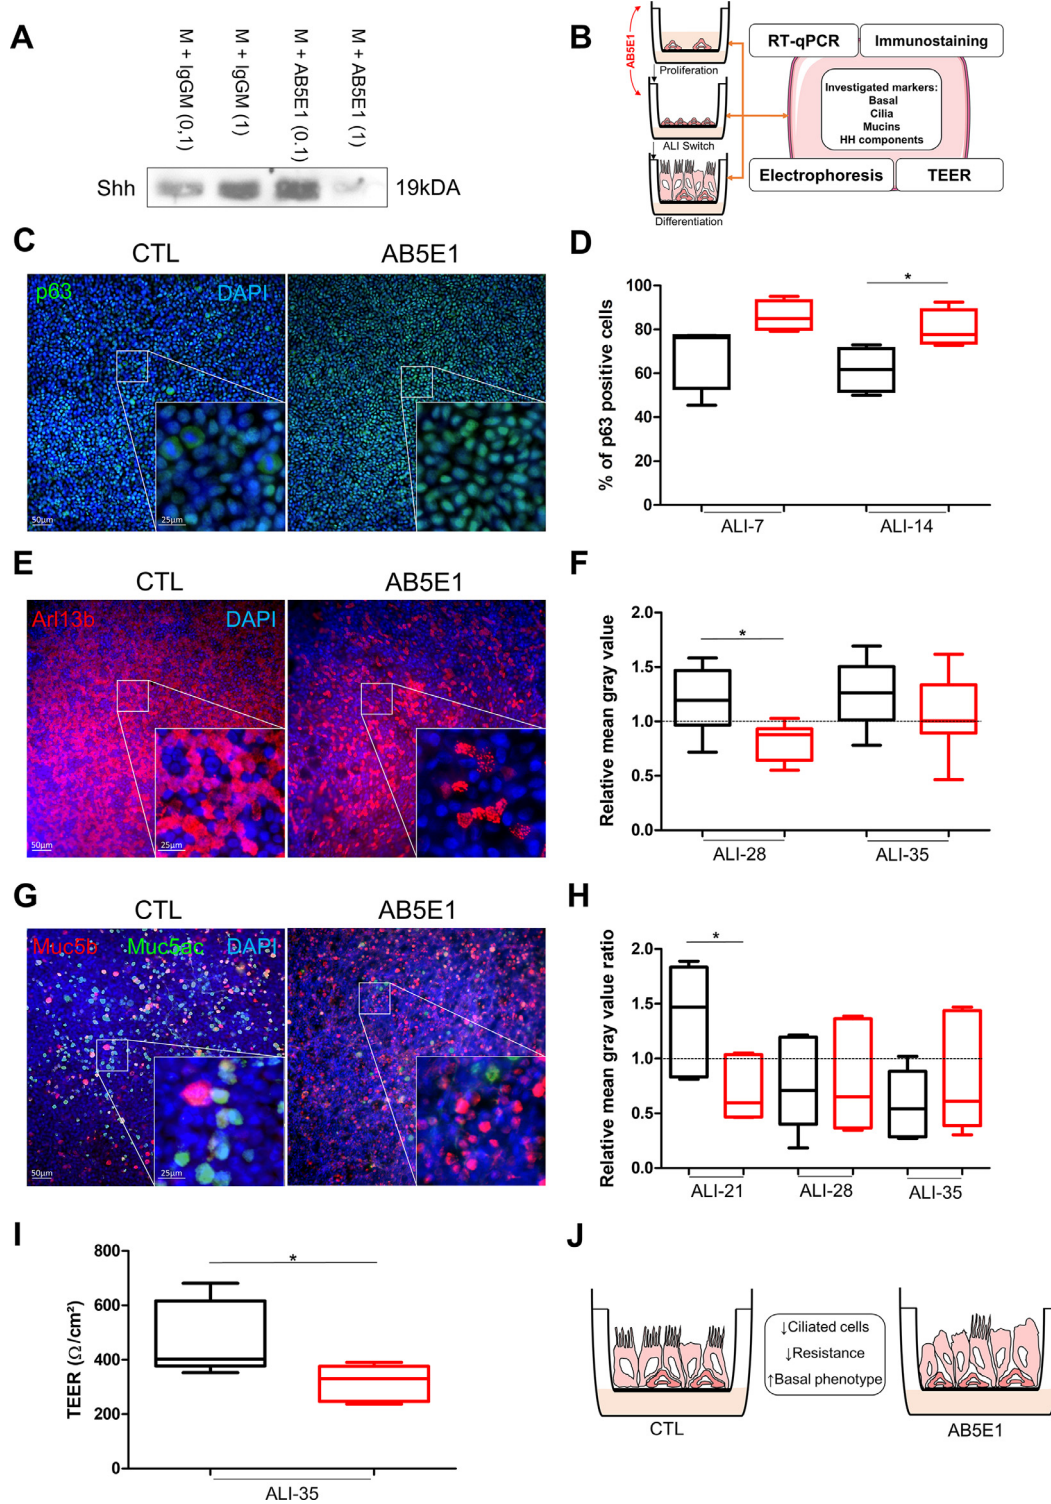 A
M + IgGM (0,1)
M + IgGM (1)
M + AB5E1 (0.1)
M + AB5E1 (1)
Shh
19kDA
B
AB5E1
Proliferation
ALI Switch
Differentiation
RT-qPCR
Immunostaining
Investigated markers:
Basal
Cilia
Mucins
HH components
Electrophoresis
TEER
C
CTL
AB5E1
p63
DAPI
50µm
25µm
D
% of p63 positive cells
100
80
60
40
20
0
*
ALI-7
ALI-14
E
CTL
AB5E1
Arl13b
DAPI
50µm
25µm
F
Relative mean gray value
2.0
1.5
1.0
0.5
0.0
*
ALI-28
ALI-35
G
CTL
AB5E1
Muc5b
Muc5ac
DAPI
50µm
25µm
H
Relative mean gray value ratio
2.0
1.5
1.0
0.5
0.0
*
ALI-21
ALI-28
ALI-35
I
TEER (Ω/cm²)
800
600
400
200
0
*
ALI-35
J
↓Ciliated cells
↓Resistance
↑Basal phenotype
CTL
AB5E1